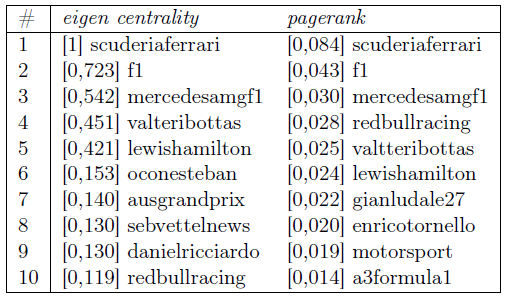 # eigen centrality pagerank
1 [1] scuderiaferrari [0,084] scuderiaferrari
2 [0,723] f1 [0,043] f1
3 [0,542] mercedesamgf1 [0,030] mercedesamgf1
4 [0,451] valteribottas [0,028] redbullracing
5 [0,421] lewishamilton [0,025] valtteribottas
6 [0,153] oconesteban [0,024] lewishamilton
7 [0,140] ausgrandprix [0,022] gianludale27
8 [0,130] sebvettelnews [0,020] enricotornello
9 [0,130] danielricciardo [0,019] motorsport
10 [0,119] redbullracing [0,014] a3formula1